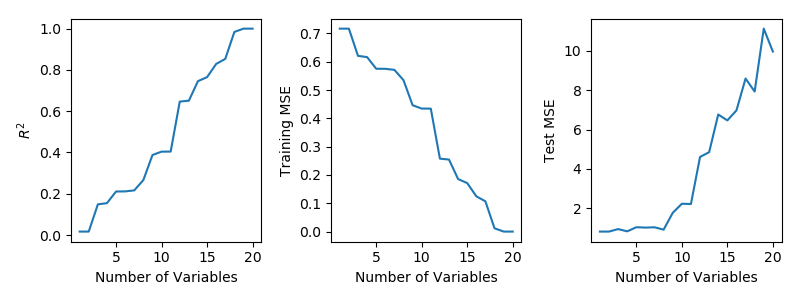 R²
1.0
0.8
0.6
0.4
0.2
0.0
5 10 15 20
Number of Variables
Training MSE
0.7
0.6
0.5
0.4
0.3
0.2
0.1
0.0
5 10 15 20
Number of Variables
Test MSE
10
8
6
4
2
5 10 15 20
Number of Variables